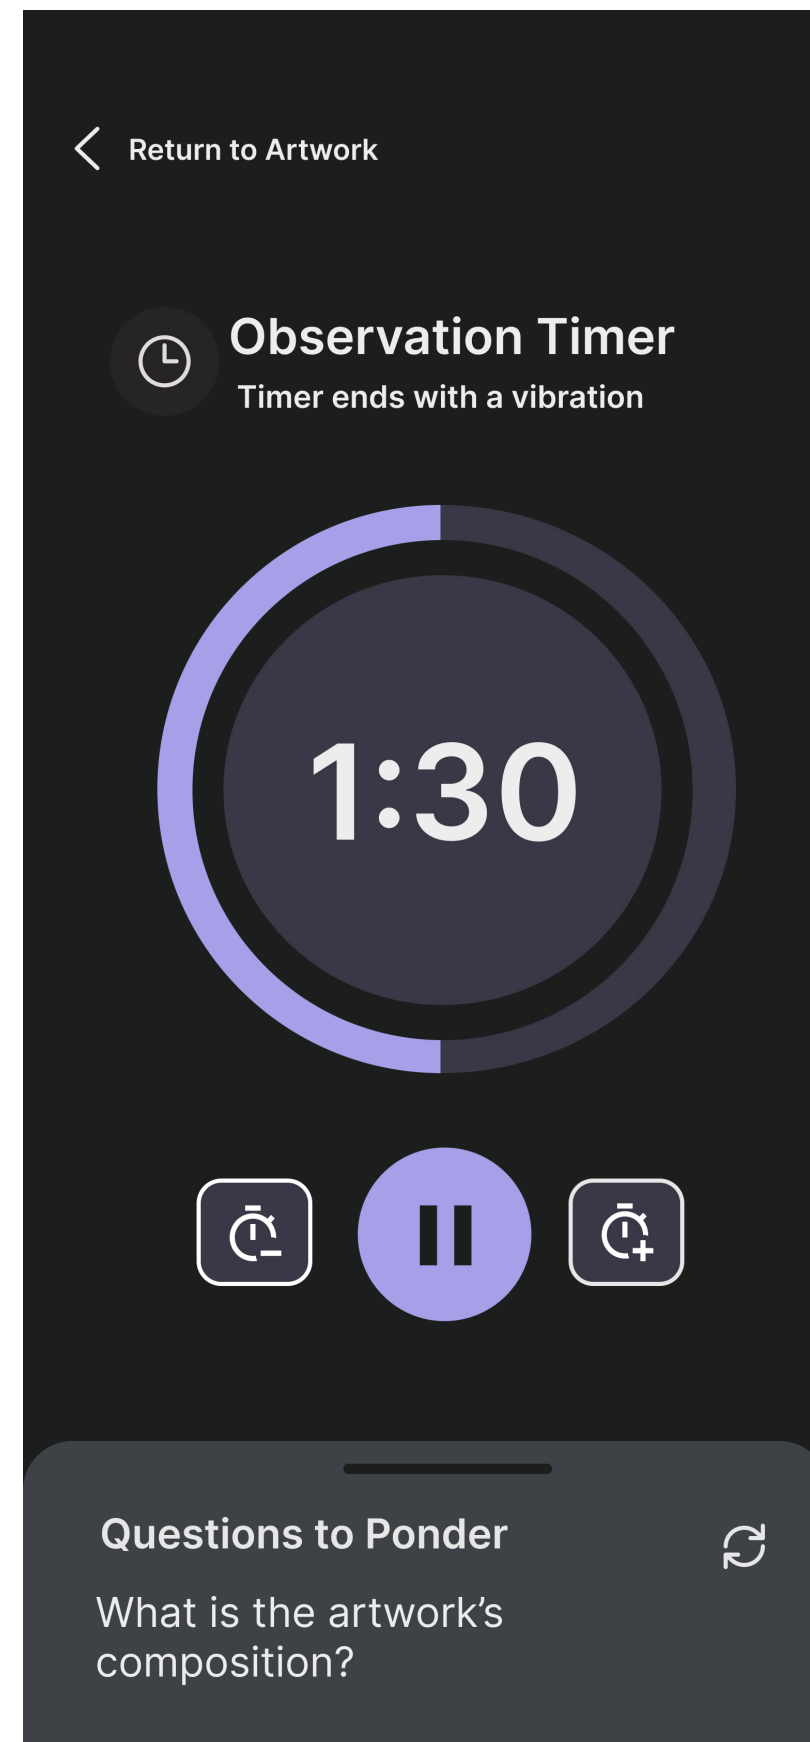 Return to Artwork
Observation Timer
Timer ends with a vibration
1:30
Questions to Ponder
What is the artwork’s
composition?